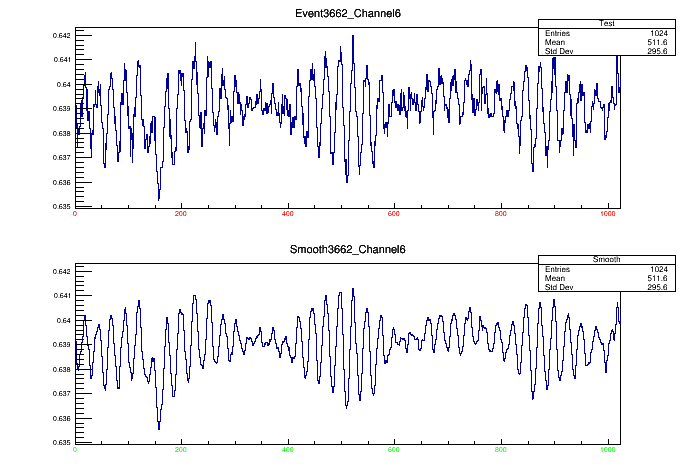 Event3662_Channel6
Test
Entries 1024
Mean 511.6
Std Dev 295.6
0.642
0.641
0.64
0.639
0.638
0.637
0.636
0.635
0 200 400 600 800 1000
Smooth3662_Channel6
Smooth
Entries 1024
Mean 511.6
Std Dev 295.6
0.642
0.641
0.64
0.639
0.638
0.637
0.636
0.635
0 200 400 600 800 1000